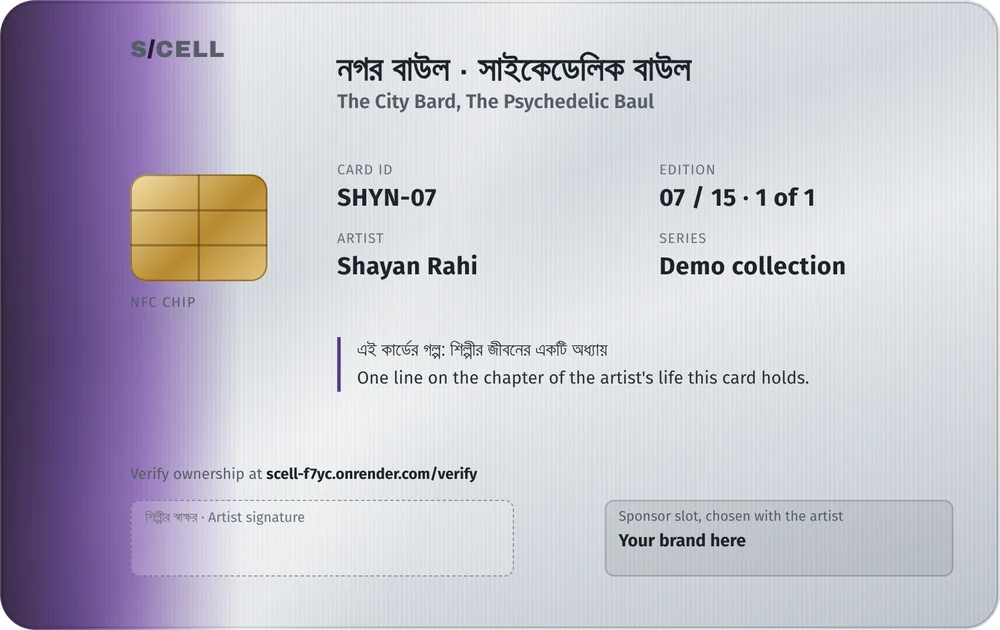 S/CELL
নগর বাউল · সাইকেডেলিক বাউল
The City Bard, The Psychedelic Baul
CARD ID
SHYN-07
EDITION
07 / 15 · 1 of 1
ARTIST
Shayan Rahi
SERIES
Demo collection
NFC CHIP
এই কার্ডের গল্প: শিল্পীর জীবনের একটি অধ্যায়
One line on the chapter of the artist's life this card holds.
Verify ownership at scell-f7yc.onrender.com/verify
শিল্পীর স্বাক্ষর · Artist signature
Sponsor slot, chosen with the artist
Your brand here